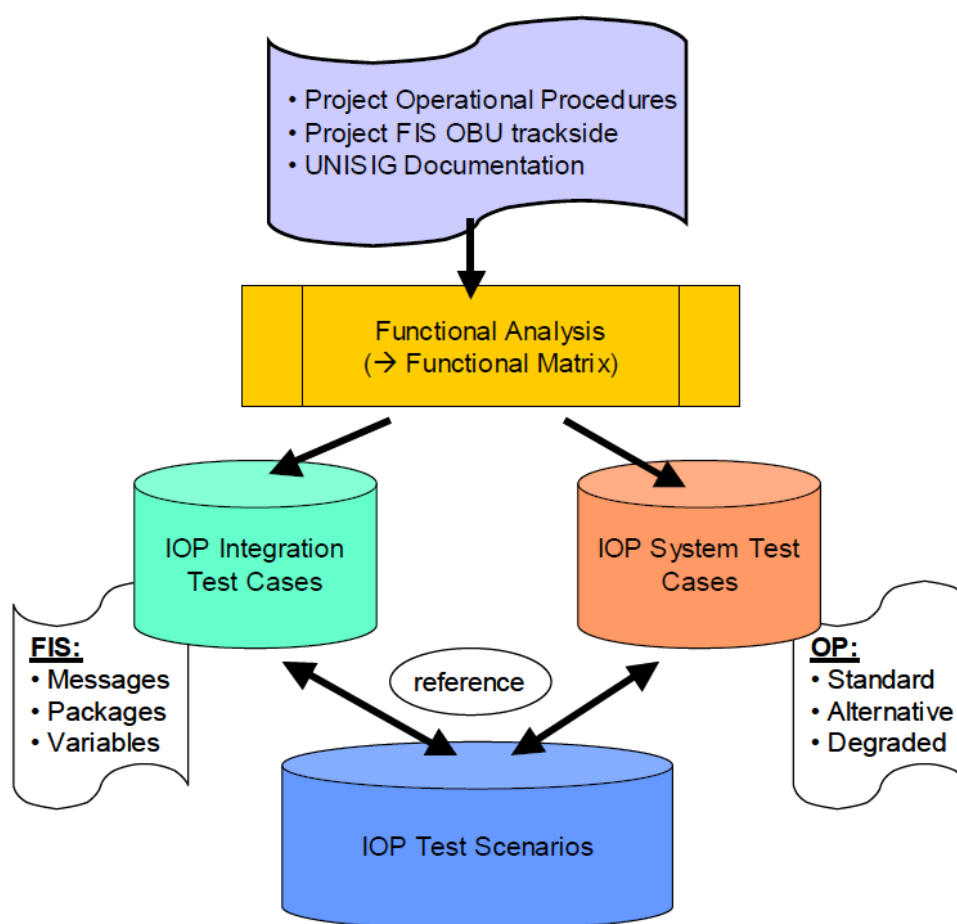 • Project Operational Procedures
• Project FIS OBU trackside
• UNISIG Documentation
Functional Analysis
(→ Functional Matrix)
IOP Integration
Test Cases
IOP System Test
Cases
FIS:
• Messages
• Packages
• Variables
reference
OP:
• Standard
• Alternative
• Degraded
IOP Test Scenarios